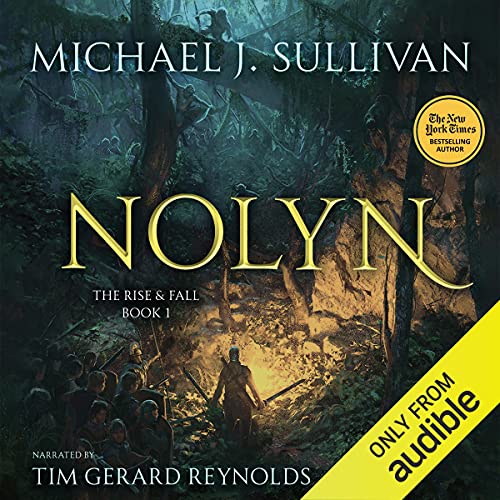 MICHAEL J. SULLIVAN
The New
York Times
BESTSELLING
AUTHOR
NOLYN
THE RISE & FALL
BOOK 1
NARRATED BY
TIM GERARD REYNOLDS
ONLY FROM
audible